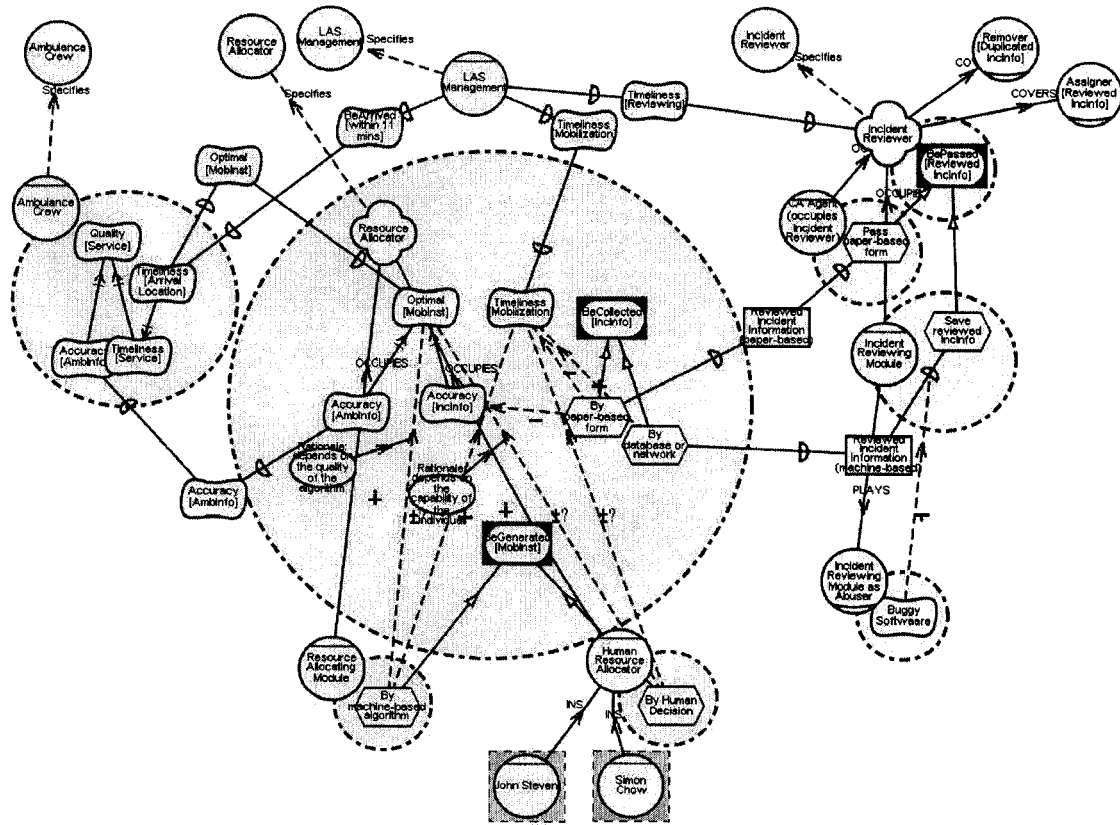 Ambulance
Crew
Specifies
Resource
Allocator
Specifies
LAS
Management
Specifies
LAS
Management
Timeliness
[Reviewing]
Incident
Reviewer
Specifies
Remover
[Duplicated
IncInfo]
CO
Assigner
[Reviewed
IncInfo]
COVERS
BeArrived
[within 11
mins]
Timeliness
[Mobilization]
Incident
Reviewer
BePassed
[Reviewed
IncInfo]
Optimal
[MobInst]
Ambulance
Crew
Quality
[Service]
Timeliness
[Arrival
Location]
Accuracy
[AmbInfo]
Timeliness
[Service]
Resource
Allocator
CA Agent
(occupies
Incident
Reviewer)
OCCUPIES
Pass
paper-based
form
Optimal
[MobInst]
Timeliness
[Mobilization]
BeCollected
[IncInfo]
Reviewed
Incident
Information
(paper-based)
Incident
Reviewing
Module
Save
reviewed
IncInfo
OCCUPIES
OCCUPIES
Accuracy
[AmbInfo]
Accuracy
[IncInfo]
By
paper-based
form
By
database or
network
Reviewed
Incident
Information
(machine-based)
Rationale:
depends on
the quality
of the
algorithm
Rationale:
depends on the
capability of
the
individual
Accuracy
[AmbInfo]
+
±?
+
+
±?
±?
PLAYS
BeGenerated
[MobInst]
Incident
Reviewing
Module as
Abuser
Buggy
Softwaare
Resource
Allocating
Module
By
machine-based
algorithm
Human
Resource
Allocator
By Human
Decision
INS
INS
John Steven
Simon
Chow